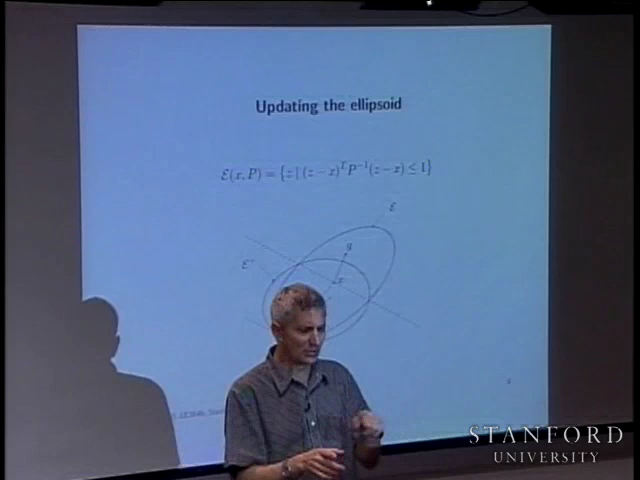 Updating the ellipsoid
ℰ(x, P) = {z | (z − x)ᵀP⁻¹(z − x) ≤ 1}
ℰ
g
ℰ⁺
x
STANFORD
UNIVERSITY